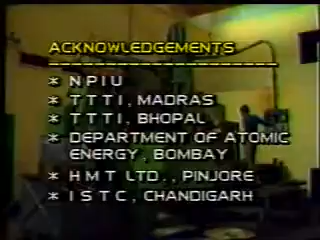 ACKNOWLEDGEMENTS
--------------------
* N P I U
* T T T I , MADRAS
* T T T I , BHOPAL
* DEPARTMENT OF ATOMIC
ENERGY , BOMBAY
* H M T LTD. , PINJORE
* I S T C , CHANDIGARH